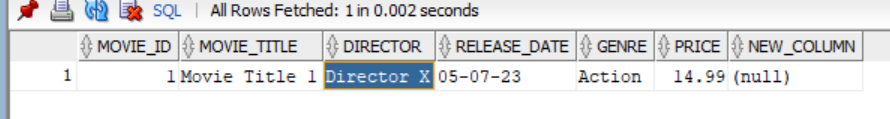 SQL | All Rows Fetched: 1 in 0.002 seconds
MOVIE_ID MOVIE_TITLE DIRECTOR RELEASE_DATE GENRE PRICE NEW_COLUMN
1 1 Movie Title 1 Director X 05-07-23 Action 14.99 (null)